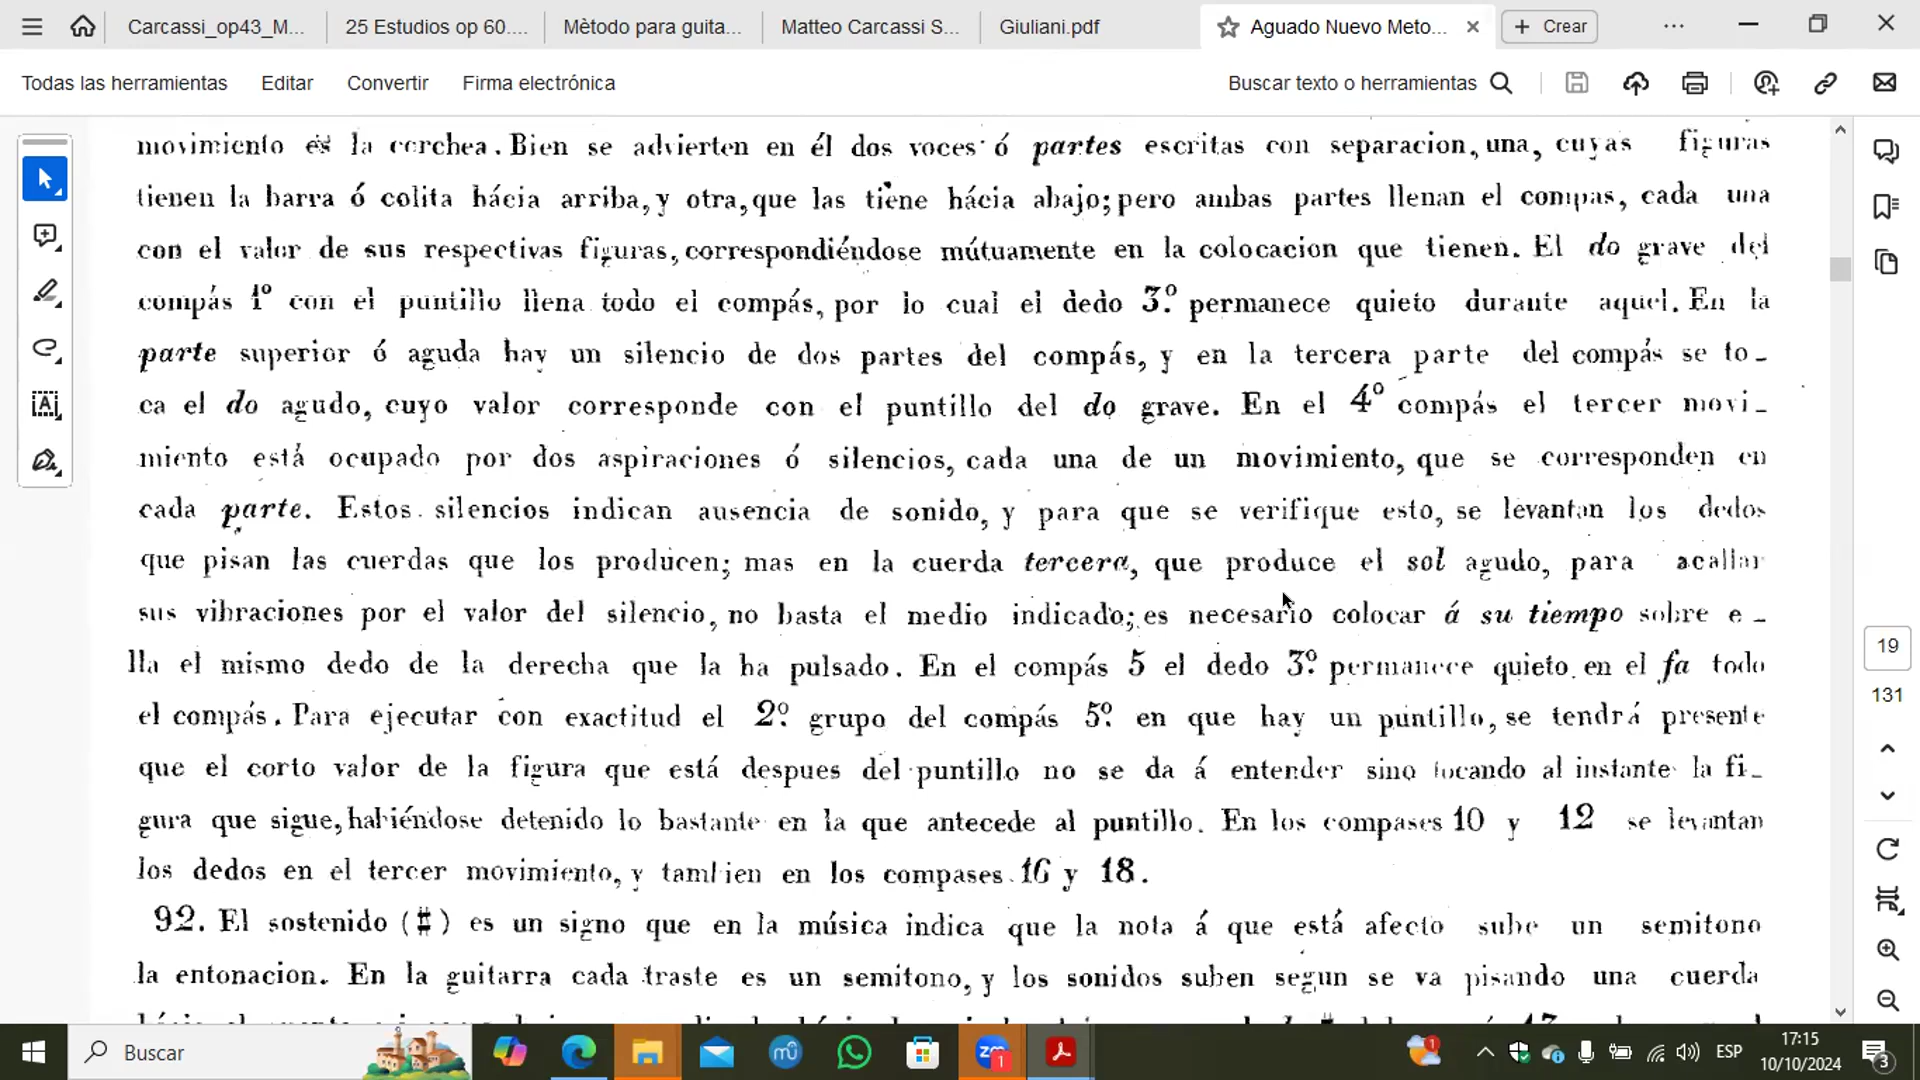 Carcassi_op43_M...
25 Estudios op 60....
Mètodo para guita...
Matteo Carcassi S...
Giuliani.pdf
Aguado Nuevo Meto...
Crear
Todas las herramientas
Editar
Convertir
Firma electrónica
Buscar texto o herramientas
movimiento es la corchea. Bien se advierten en él dos voces ó partes escritas con separacion, una, cuyas figuras
tienen la barra ó colita hácia arriba, y otra, que las tiene hácia abajo; pero ambas partes llenan el compas, cada una
con el valor de sus respectivas figuras, correspondiéndose mútuamente en la colocacion que tienen. El do grave del
compás 1º con el puntillo llena todo el compás, por lo cual el dedo 3º. permanece quieto durante aquel. En la
parte superior ó aguda hay un silencio de dos partes del compás, y en la tercera parte del compás se to_
ca el do agudo, cuyo valor corresponde con el puntillo del do grave. En el 4º compás el tercer movi_
miento está ocupado por dos aspiraciones ó silencios, cada una de un movimiento, que se corresponden en
cada parte. Estos silencios indican ausencia de sonido, y para que se verifique esto, se levantan los dedos
que pisan las cuerdas que los producen; mas en la cuerda tercera, que produce el sol agudo, para acallar
sus vibraciones por el valor del silencio, no basta el medio indicado; es necesario colocar á su tiempo sobre e_
lla el mismo dedo de la derecha que la ha pulsado. En el compás 5 el dedo 3º. permanece quieto en el fa todo
el compás. Para ejecutar con exactitud el 2º. grupo del compás 5º. en que hay un puntillo, se tendrá presente
que el corto valor de la figura que está despues del puntillo no se da á entender sino tocando al instante la fi_
gura que sigue, habiéndose detenido lo bastante en la que antecede al puntillo. En los compases 10 y 12 se levantan
los dedos en el tercer movimiento, y tambien en los compases 16 y 18.
92. El sostenido (#) es un signo que en la música indica que la nota á que está afecto sube un semitono
la entonacion. En la guitarra cada traste es un semitono, y los sonidos suben segun se va pisando una cuerda
19
131
Buscar
1
1
ESP
17:15
10/10/2024
3